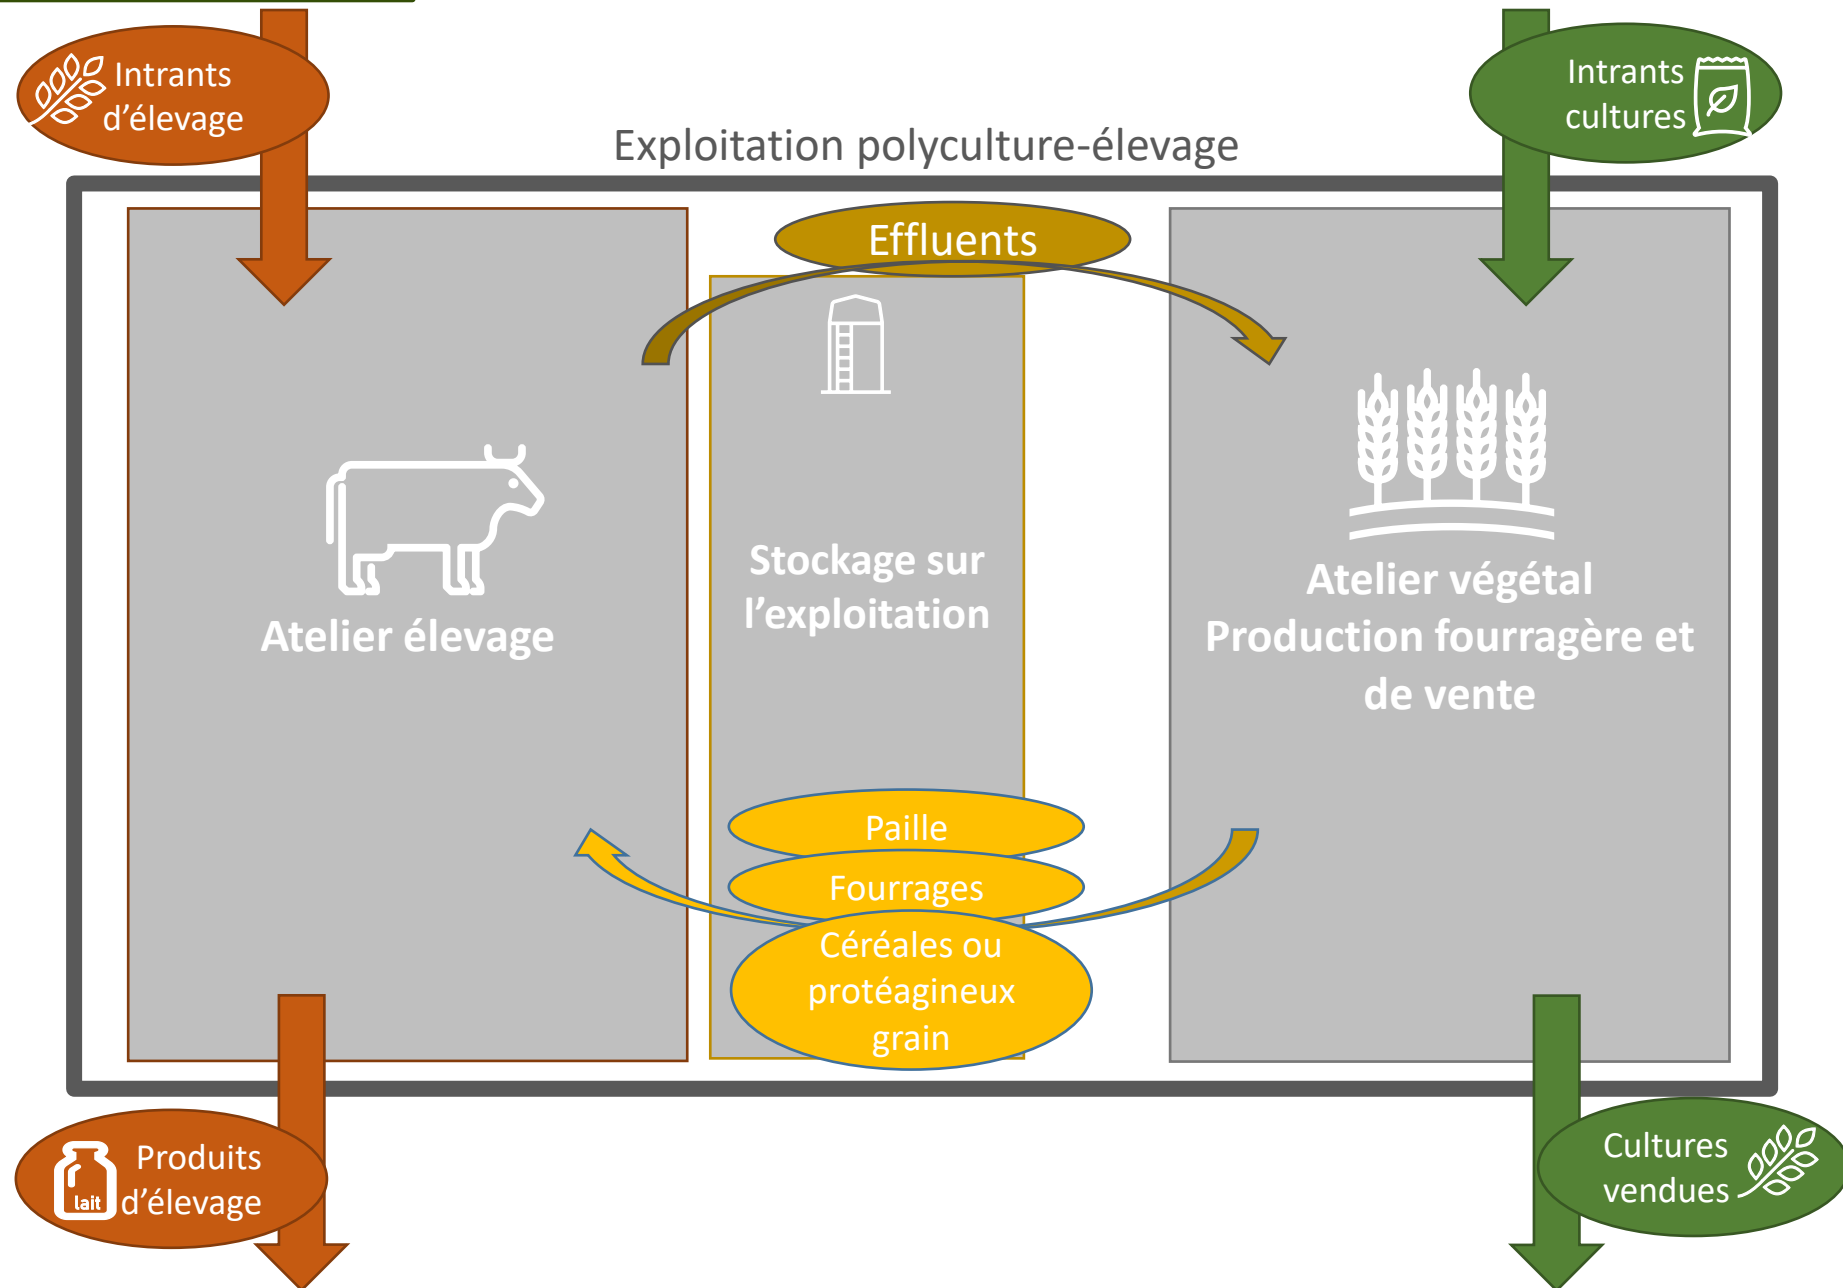 Intrants
d’élevage
Intrants
cultures
Exploitation polyculture-élevage
Effluents
Stockage sur
l’exploitation
Atelier élevage
Atelier végétal
Production fourragère et
de vente
Paille
Fourrages
Céréales ou
protéagineux
grain
Produits
d’élevage
lait
Cultures
vendues